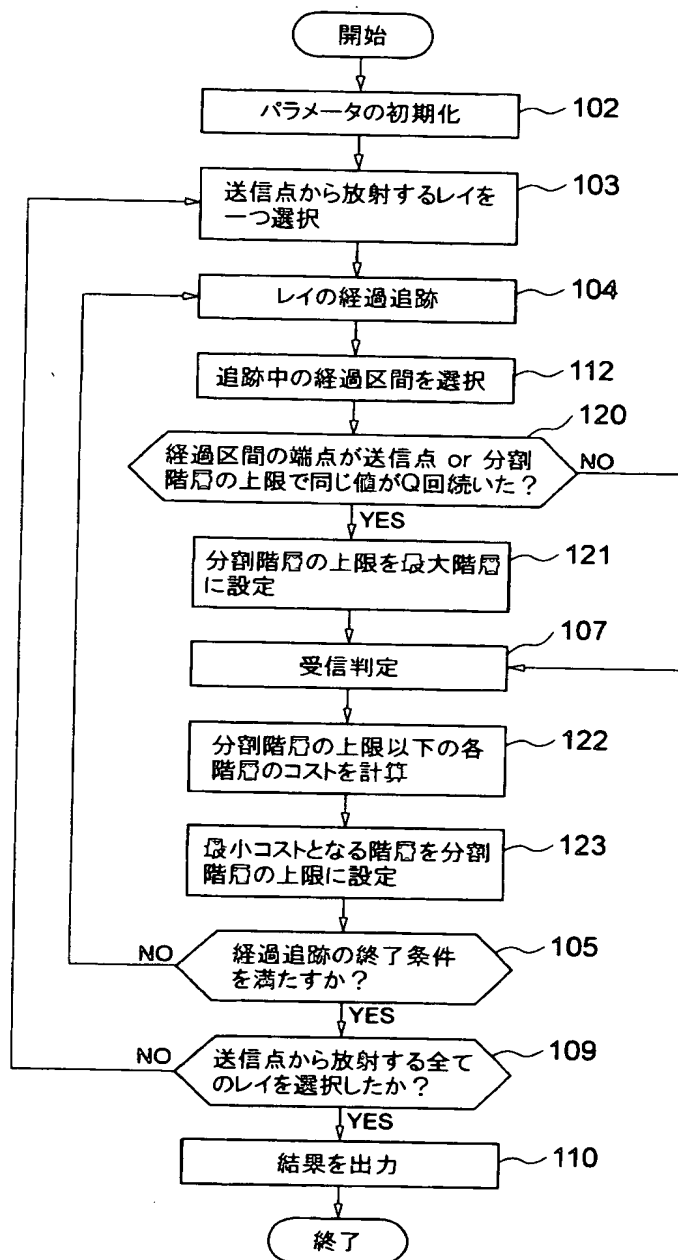 開始
パラメータの初期化
102
送信点から放射するレイを
一つ選択
103
レイの経過追跡
104
追跡中の経過区間を選択
112
120
経過区間の端点が送信点 or 分割
階層の上限で同じ値がQ回続いた？
NO
YES
分割階層の上限を最大階層
に設定
121
受信判定
107
分割階層の上限以下の各
階層のコストを計算
122
最小コストとなる階層を分割
階層の上限に設定
123
NO
経過追跡の終了条件
を満たすか？
105
YES
NO
送信点から放射する全て
のレイを選択したか？
109
YES
結果を出力
110
終了